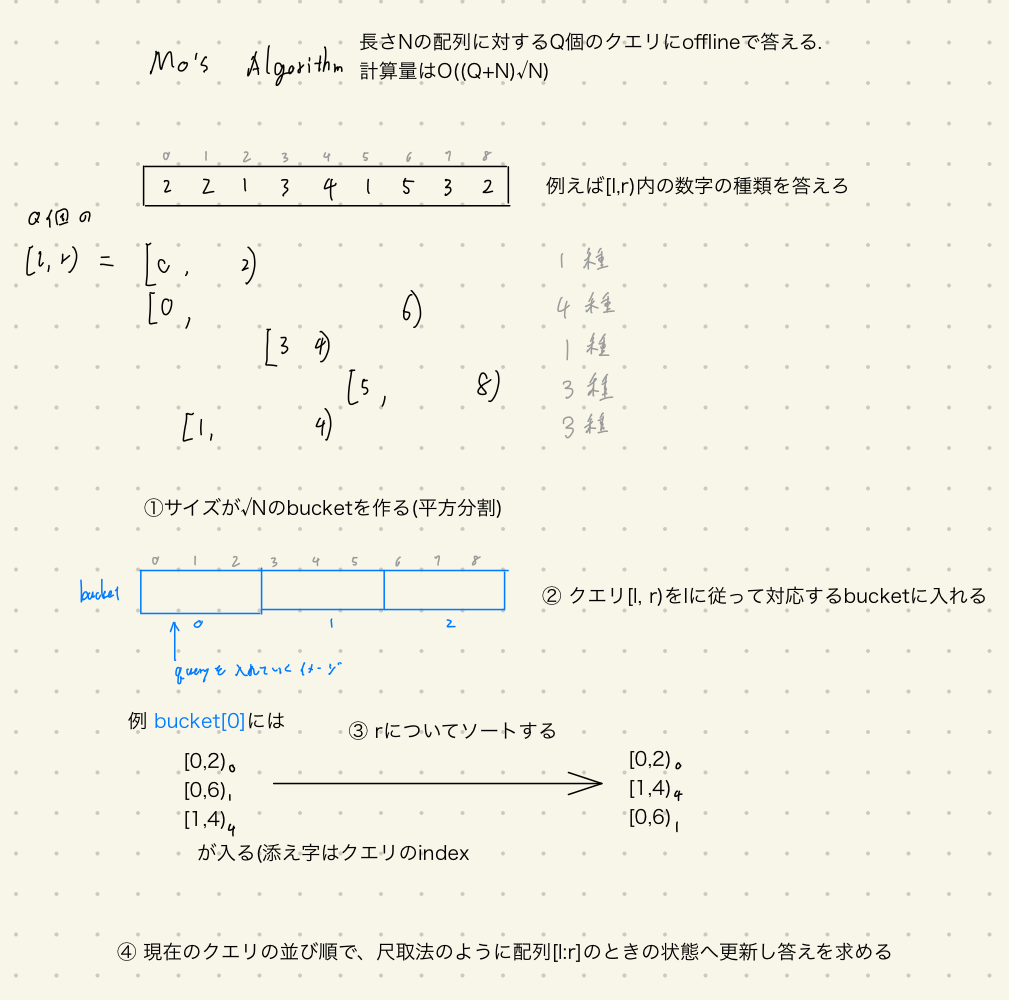 Mo's Algorithm
長さNの配列に対するQ個のクエリにofflineで答える.
計算量はO((Q+N)√N)
0 1 2 3 4 5 6 7 8
2 2 1 3 4 1 5 3 2
例えば[l,r)内の数字の種類を答えろ
Q個の
[l, r) = [0, 2) 1種
[0, 6) 4種
[3 4) 1種
[5, 8) 3種
[1, 4) 3種
①サイズが√Nのbucketを作る(平方分割)
0 1 2 3 4 5 6 7 8
bucket
0 1 2
queryを入れていくイメージ
② クエリ[l, r)をlに従って対応するbucketに入れる
例 bucket[0]には
③ rについてソートする
[0,2)0
[0,6)1
[1,4)4
が入る(添え字はクエリのindex
[0,2)0
[1,4)4
[0,6)1
④ 現在のクエリの並び順で、尺取法のように配列[l:r]のときの状態へ更新し答えを求める